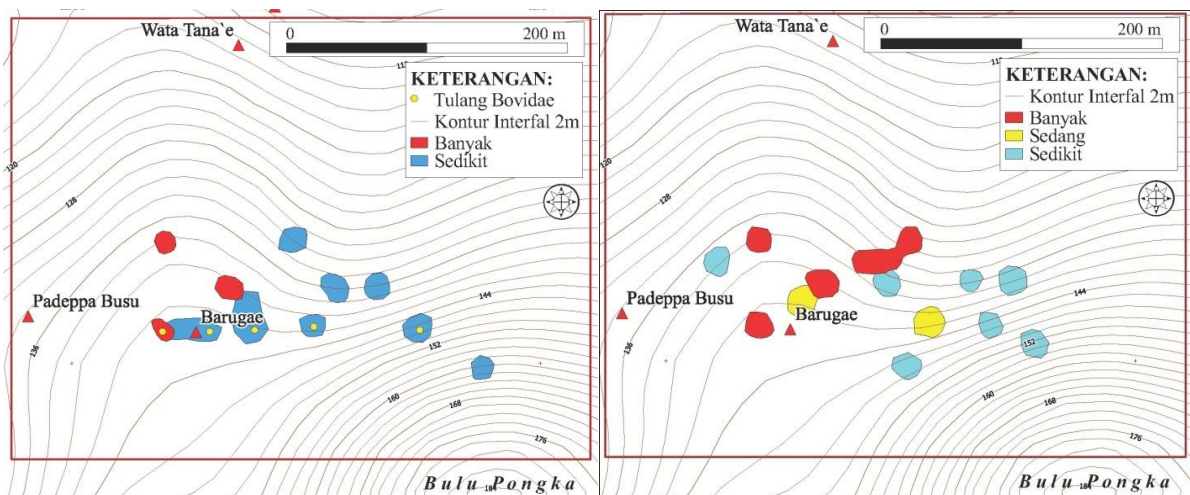 Wata Tana`e
0 200 m
KETERANGAN:
Tulang Bovidae
Kontur Interfal 2m
Banyak
Sedikit
120
128
Padeppa Busu
Barugae
136
144
152
160
168
176
Bulu Pongka
184
Wata Tana`e
0 200 m
KETERANGAN:
Kontur Interfal 2m
Banyak
Sedang
Sedikit
120
128
Padeppa Busu
Barugae
136
144
152
160
168
176
Bulu Pongka
184